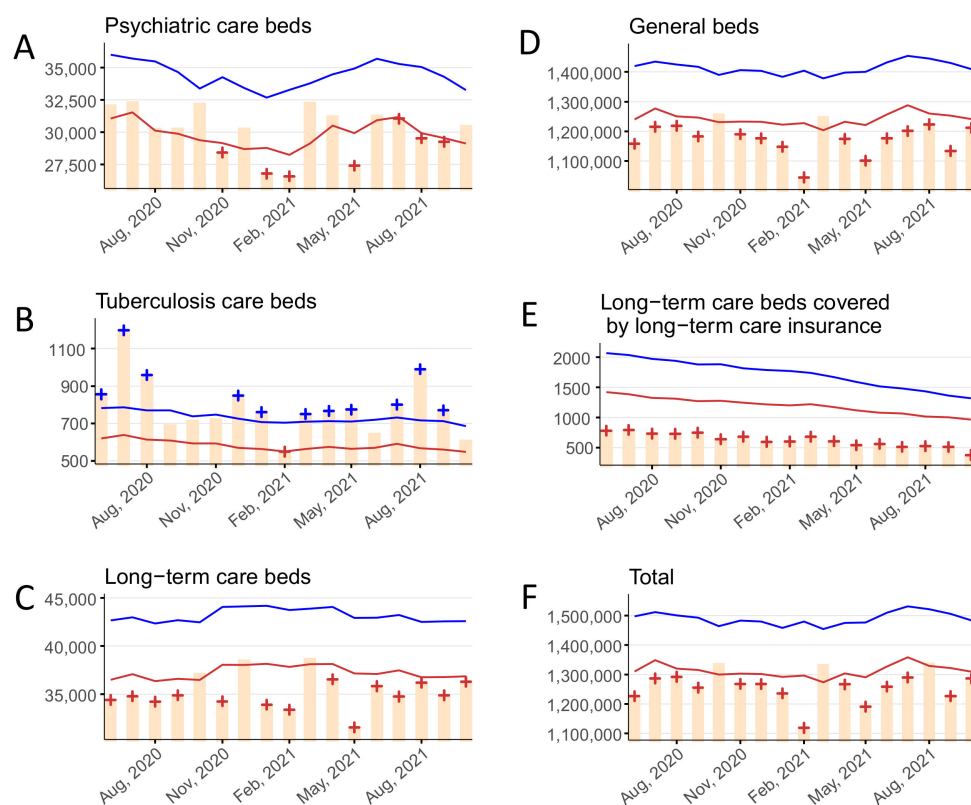 A
Psychiatric care beds
35,000
32,500
30,000
27,500
Aug, 2020
Nov, 2020
Feb, 2021
May, 2021
Aug, 2021
B
Tuberculosis care beds
1100
900
700
500
Aug, 2020
Nov, 2020
Feb, 2021
May, 2021
Aug, 2021
C
Long−term care beds
45,000
40,000
35,000
Aug, 2020
Nov, 2020
Feb, 2021
May, 2021
Aug, 2021
D
General beds
1,400,000
1,300,000
1,200,000
1,100,000
Aug, 2020
Nov, 2020
Feb, 2021
May, 2021
Aug, 2021
E
Long−term care beds covered
by long−term care insurance
2000
1500
1000
500
Aug, 2020
Nov, 2020
Feb, 2021
May, 2021
Aug, 2021
F
Total
1,500,000
1,400,000
1,300,000
1,200,000
1,100,000
Aug, 2020
Nov, 2020
Feb, 2021
May, 2021
Aug, 2021